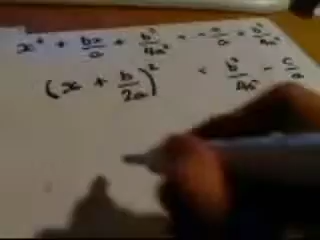 x² + bx/a + b²/4a² = -c/a + b²/4a²
(x + b/2a)² = b²/4a² - c/a